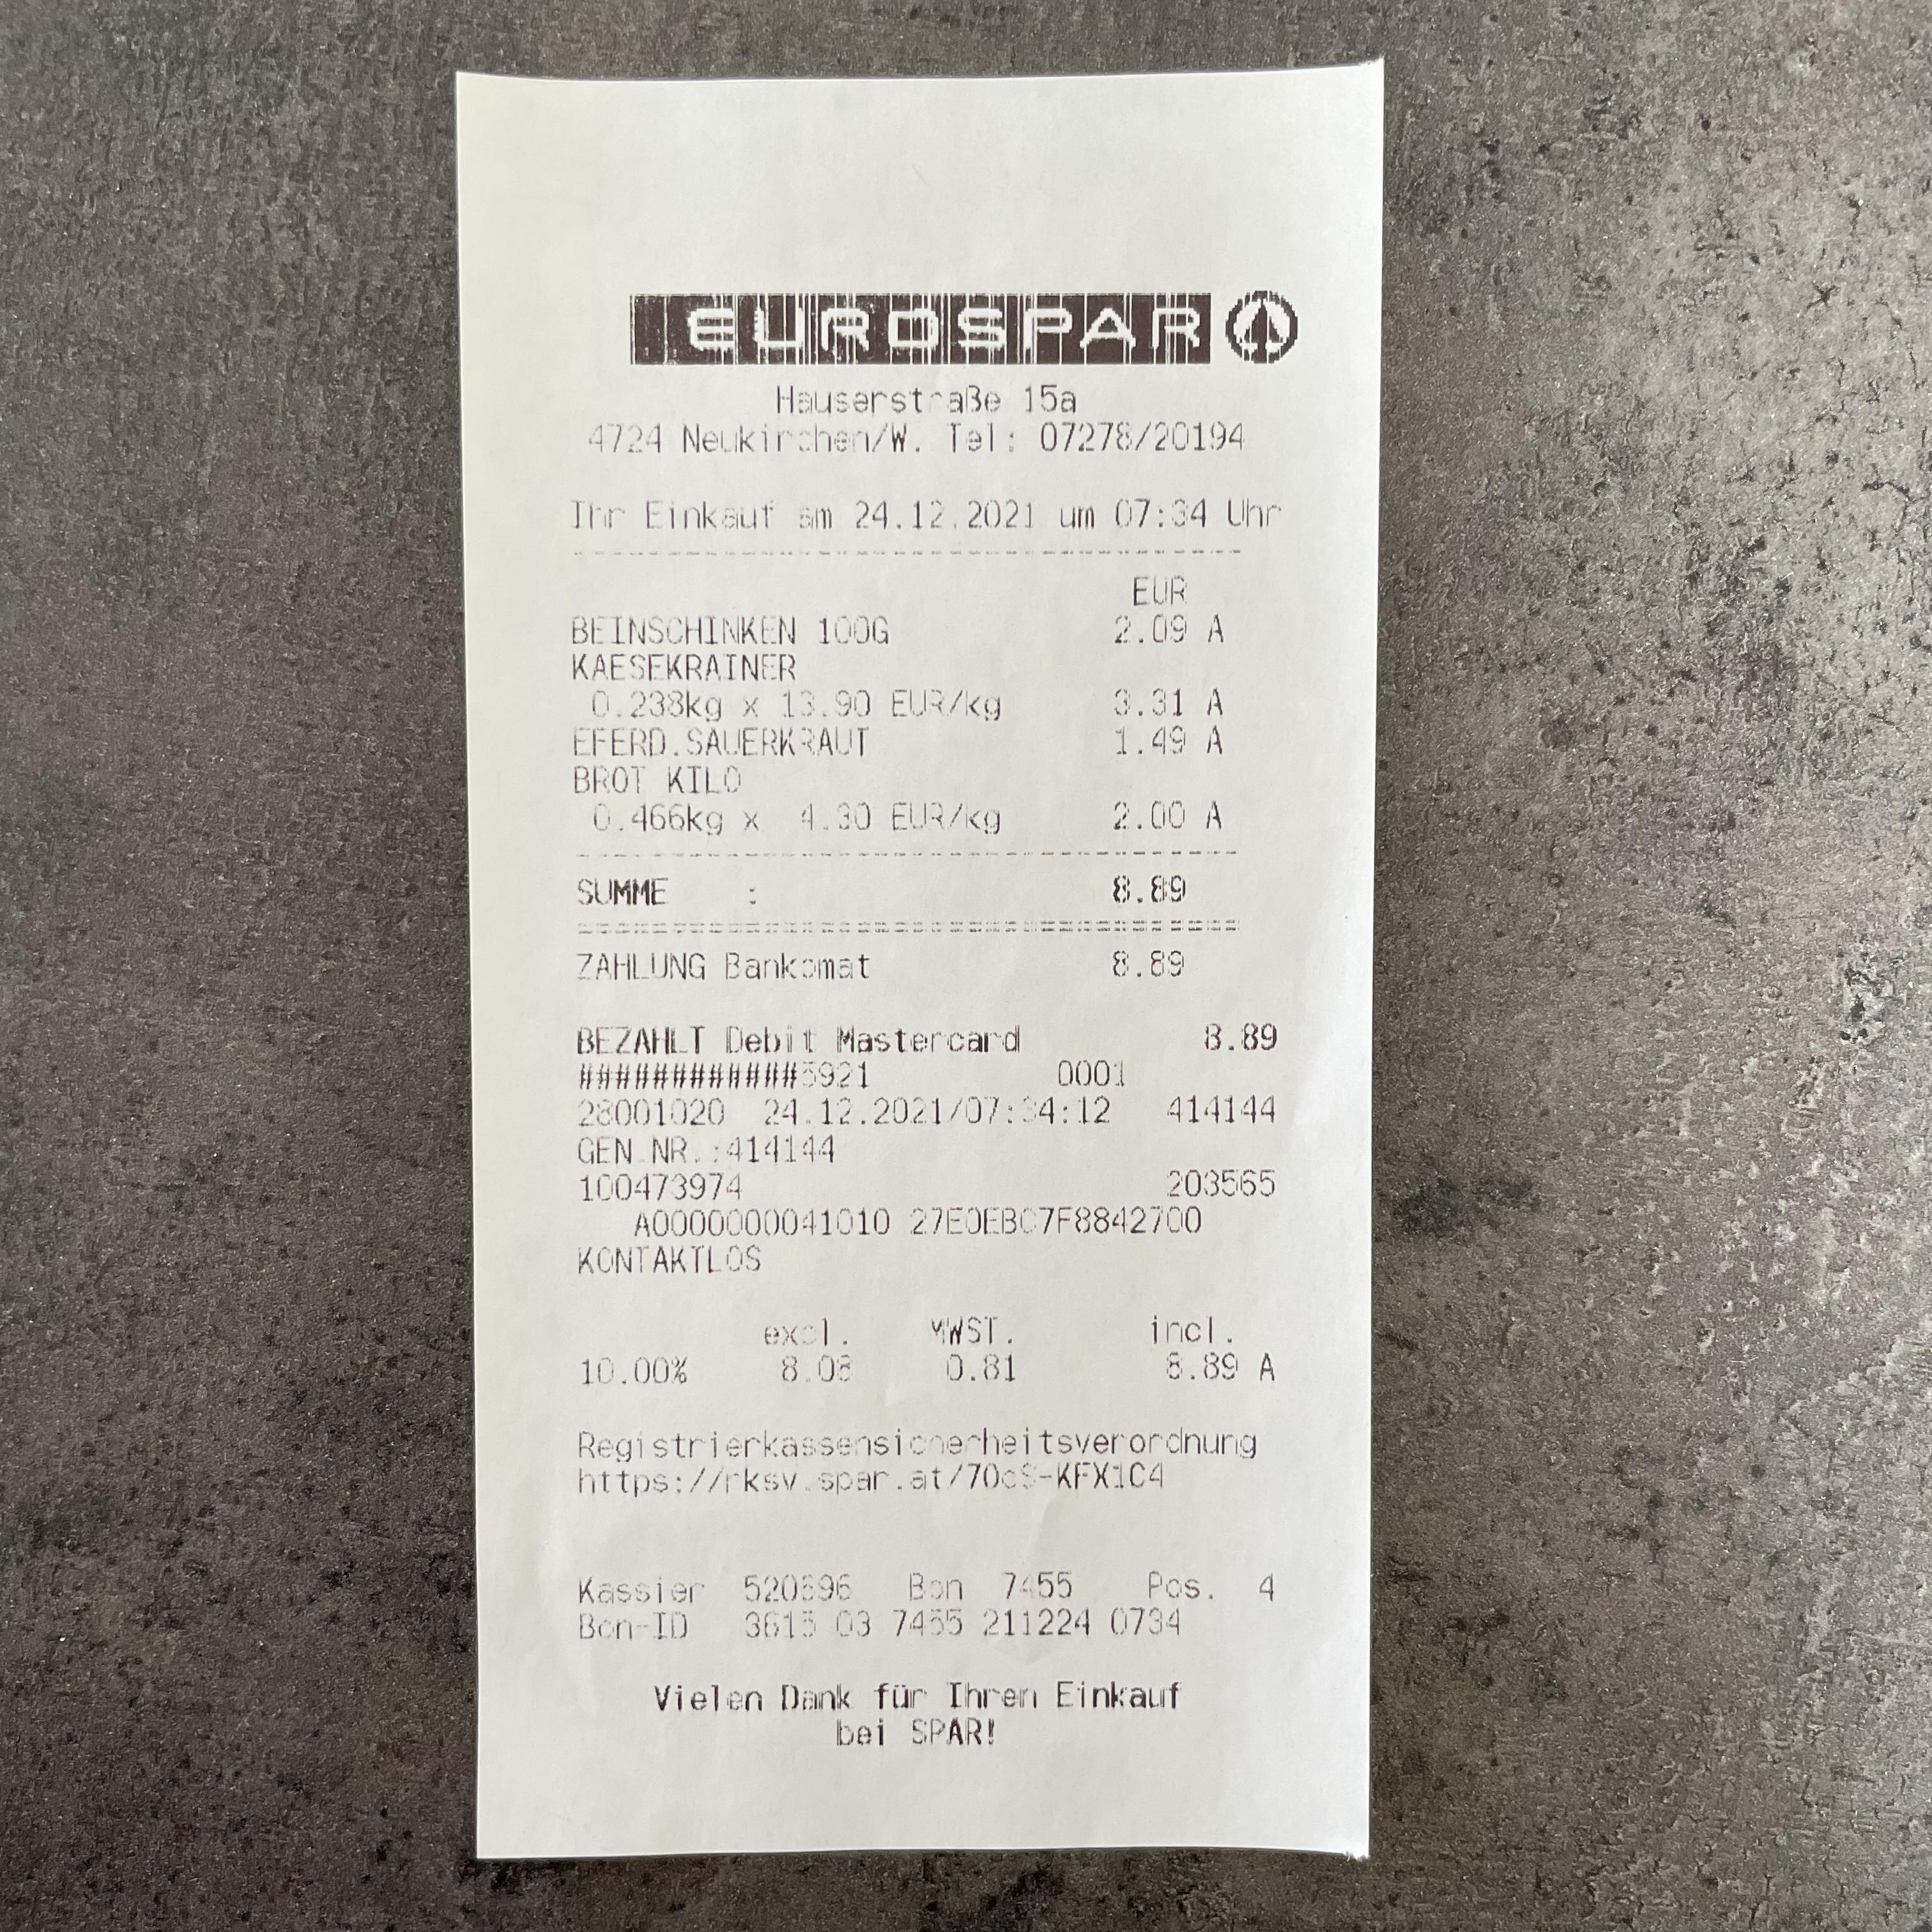 EUROSPAR
Hauserstraße 15a
4724 Neukirchen/W. Tel: 07278/20194
Ihr Einkauf am 24.12.2021 um 07:34 Uhr
EUR
BEINSCHINKEN 100G 2.09 A
KAESEKRAINER
0.238kg x 13.90 EUR/kg 3.31 A
EFERD.SAUERKRAUT 1.49 A
BROT KILO
0.466kg x 4.30 EUR/kg 2.00 A
SUMME : 8.89
ZAHLUNG Bankomat 8.89
BEZAHLT Debit Mastercard 8.89
############5921 0001
28001020 24.12.2021/07:34:12 414144
GEN.NR.:414144
100473974 203565
A0000000041010 27E0EBC7F8842700
KONTAKTLOS
excl. MWST. incl.
10.00% 8.08 0.81 8.89 A
Registrierkassensicherheitsverordnung
https://rksv.spar.at/70cS-KFX1C4
Kassier Bon 7455 Pos. 4
Bon-ID 3615 03 7455 211224 0734
Vielen Dank für Ihren Einkauf
bei SPAR!